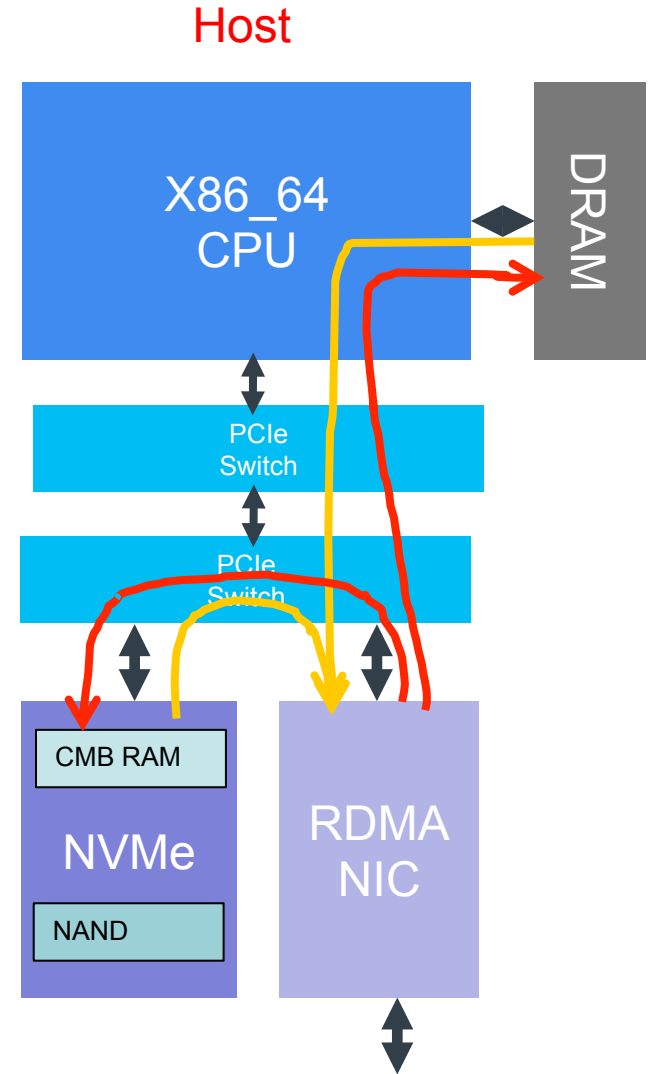 Host
X86_64
CPU
DRAM
PCIe
Switch
PCIe
Switch
CMB RAM
NVMe
NAND
RDMA
NIC